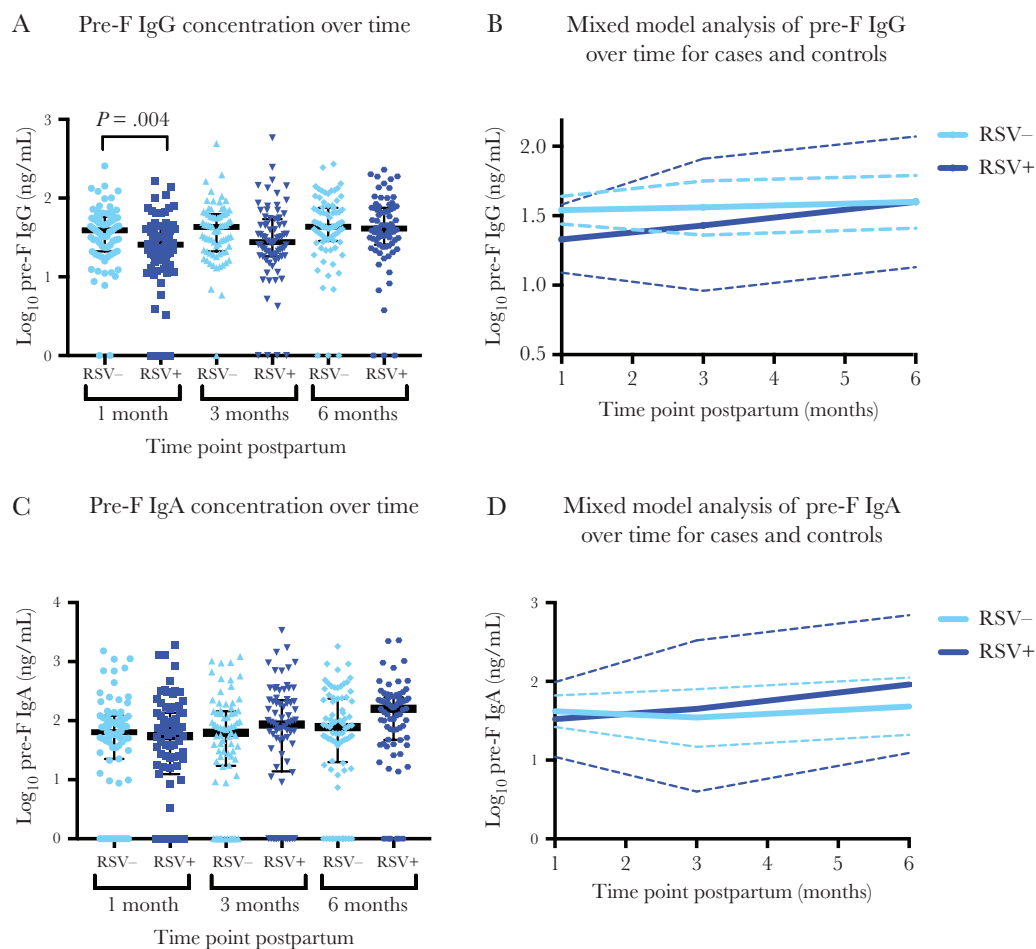 A Pre-F IgG concentration over time
P = .004
Log10 pre-F IgG (ng/mL)
3
2
1
0
RSV– RSV+ RSV– RSV+ RSV– RSV+
1 month 3 months 6 months
Time point postpartum
B Mixed model analysis of pre-F IgG
over time for cases and controls
Log10 pre-F IgG (ng/mL)
2.0
1.5
1.0
0.5
1 2 3 4 5 6
Time point postpartum (months)
RSV–
RSV+
C Pre-F IgA concentration over time
Log10 pre-F IgA (ng/mL)
4
3
2
1
0
RSV– RSV+ RSV– RSV+ RSV– RSV+
1 month 3 months 6 months
Time point postpartum
D Mixed model analysis of pre-F IgA
over time for cases and controls
Log10 pre-F IgA (ng/mL)
3
2
1
0
1 2 3 4 5 6
Time point postpartum (months)
RSV–
RSV+